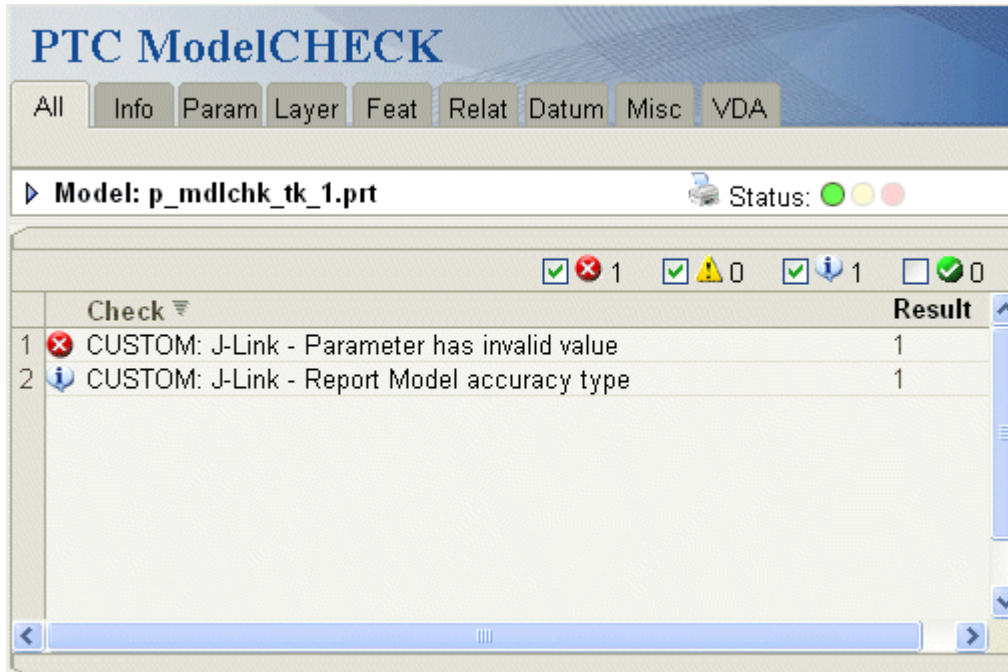 PTC ModelCHECK
All Info Param Layer Feat Relat Datum Misc VDA
Model: p_mdlchk_tk_1.prt Status:
1 0 1 0
Check Result
1 CUSTOM: J-Link - Parameter has invalid value 1
2 CUSTOM: J-Link - Report Model accuracy type 1